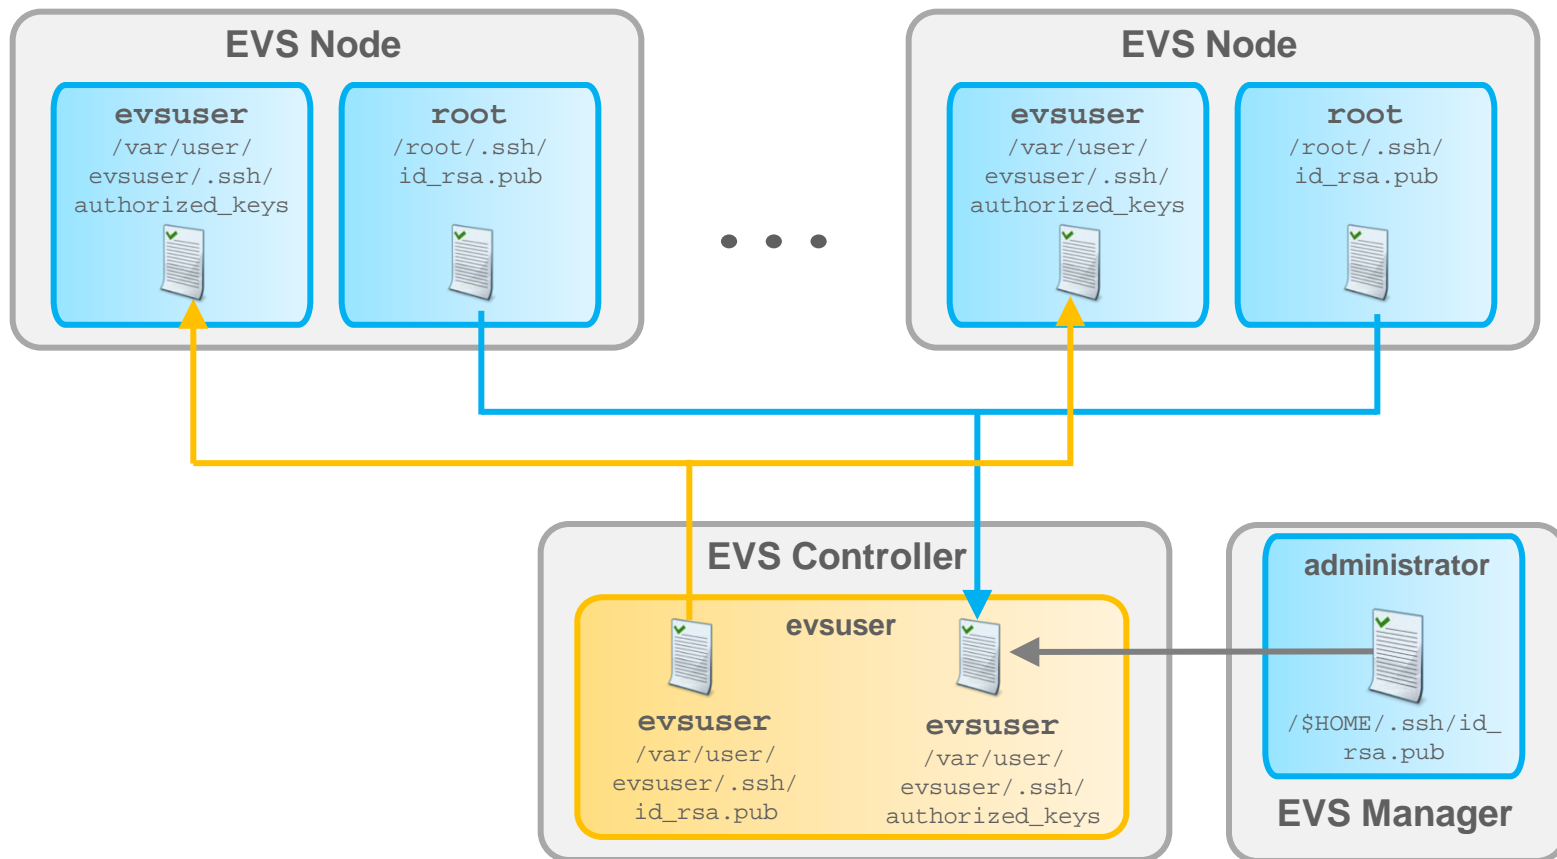 EVS Node
evsuser
/var/user/
evsuser/.ssh/
authorized_keys
root
/root/.ssh/
id_rsa.pub
. . .
EVS Node
evsuser
/var/user/
evsuser/.ssh/
authorized_keys
root
/root/.ssh/
id_rsa.pub
EVS Controller
evsuser
evsuser
/var/user/
evsuser/.ssh/
id_rsa.pub
evsuser
/var/user/
evsuser/.ssh/
authorized_keys
administrator
/$HOME/.ssh/id_
rsa.pub
EVS Manager